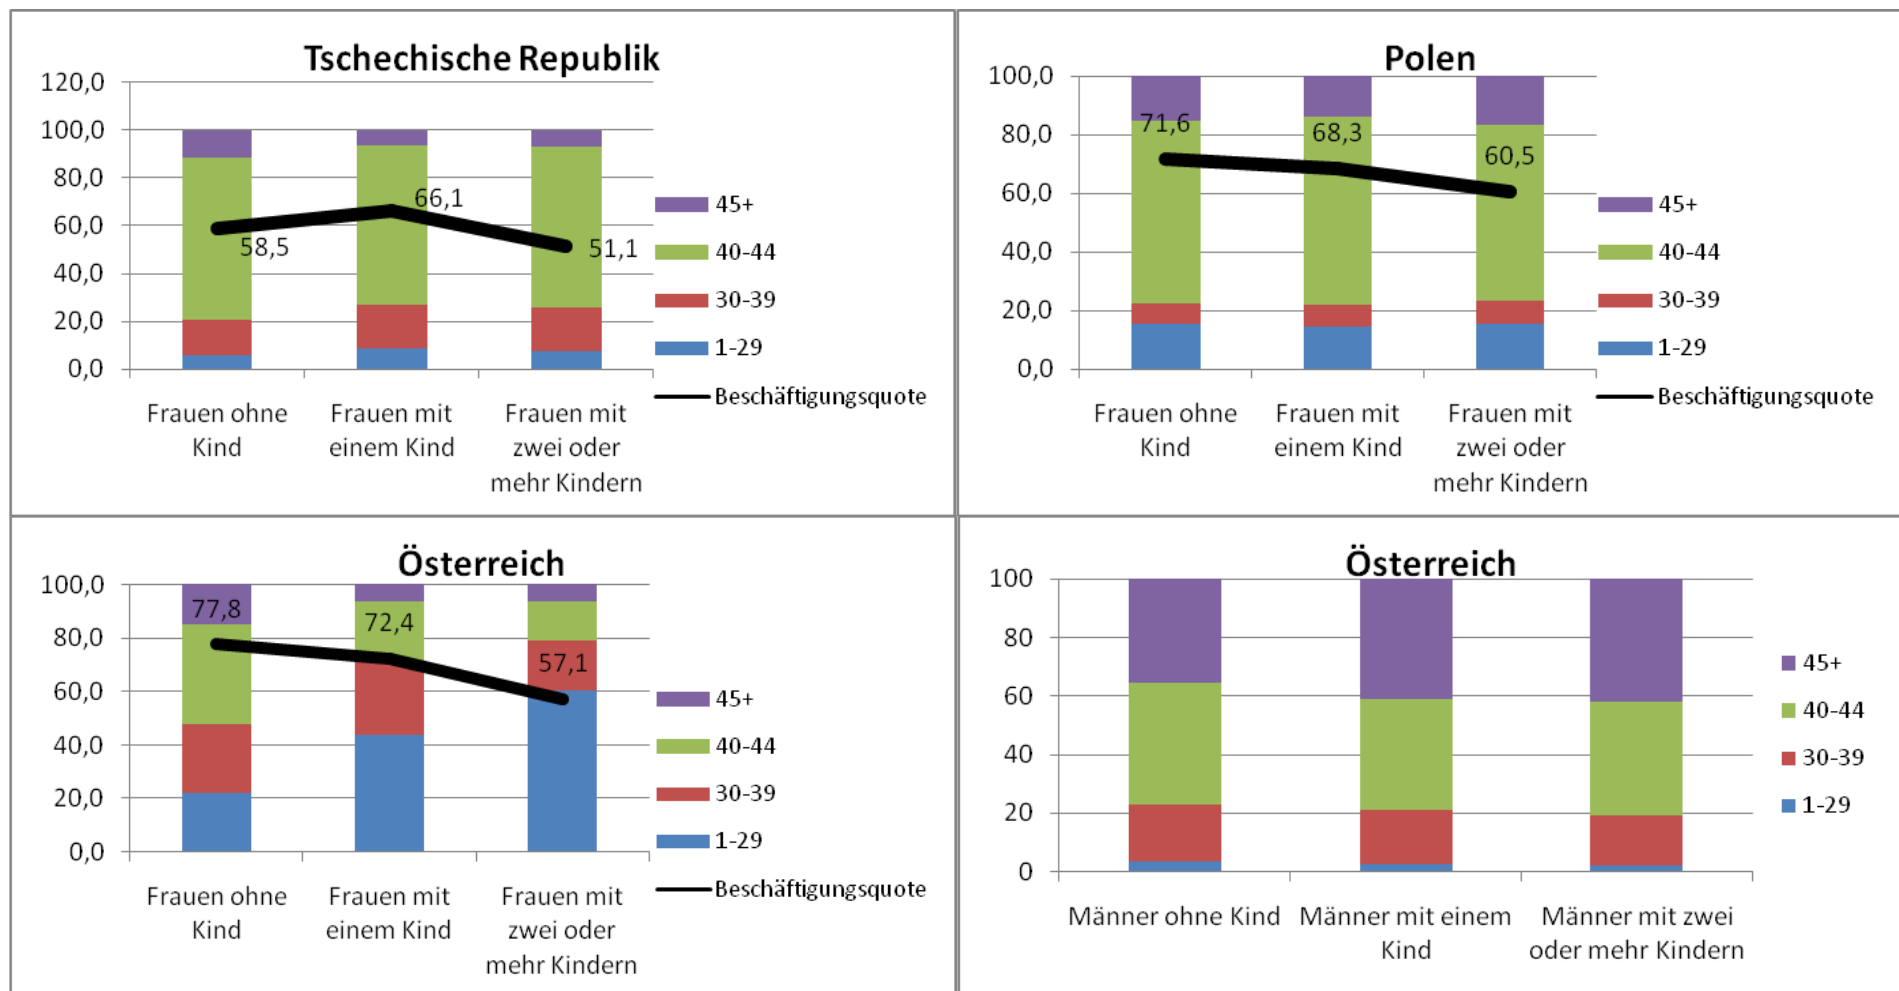 Tschechische Republik
120,0
100,0
80,0
60,0
40,0
20,0
0,0
58,5
66,1
51,1
45+
40-44
30-39
1-29
Beschäftigungsquote
Frauen ohne
Kind
Frauen mit
einem Kind
Frauen mit
zwei oder
mehr Kindern
Polen
100,0
80,0
60,0
40,0
20,0
0,0
71,6
68,3
60,5
45+
40-44
30-39
1-29
Beschäftigungsquote
Frauen ohne
Kind
Frauen mit
einem Kind
Frauen mit
zwei oder
mehr Kindern
Österreich
100,0
80,0
60,0
40,0
20,0
0,0
77,8
72,4
57,1
45+
40-44
30-39
1-29
Beschäftigungsquote
Frauen ohne
Kind
Frauen mit
einem Kind
Frauen mit
zwei oder
mehr Kindern
Österreich
100
80
60
40
20
0
45+
40-44
30-39
1-29
Männer ohne Kind
Männer mit einem
Kind
Männer mit zwei
oder mehr Kindern